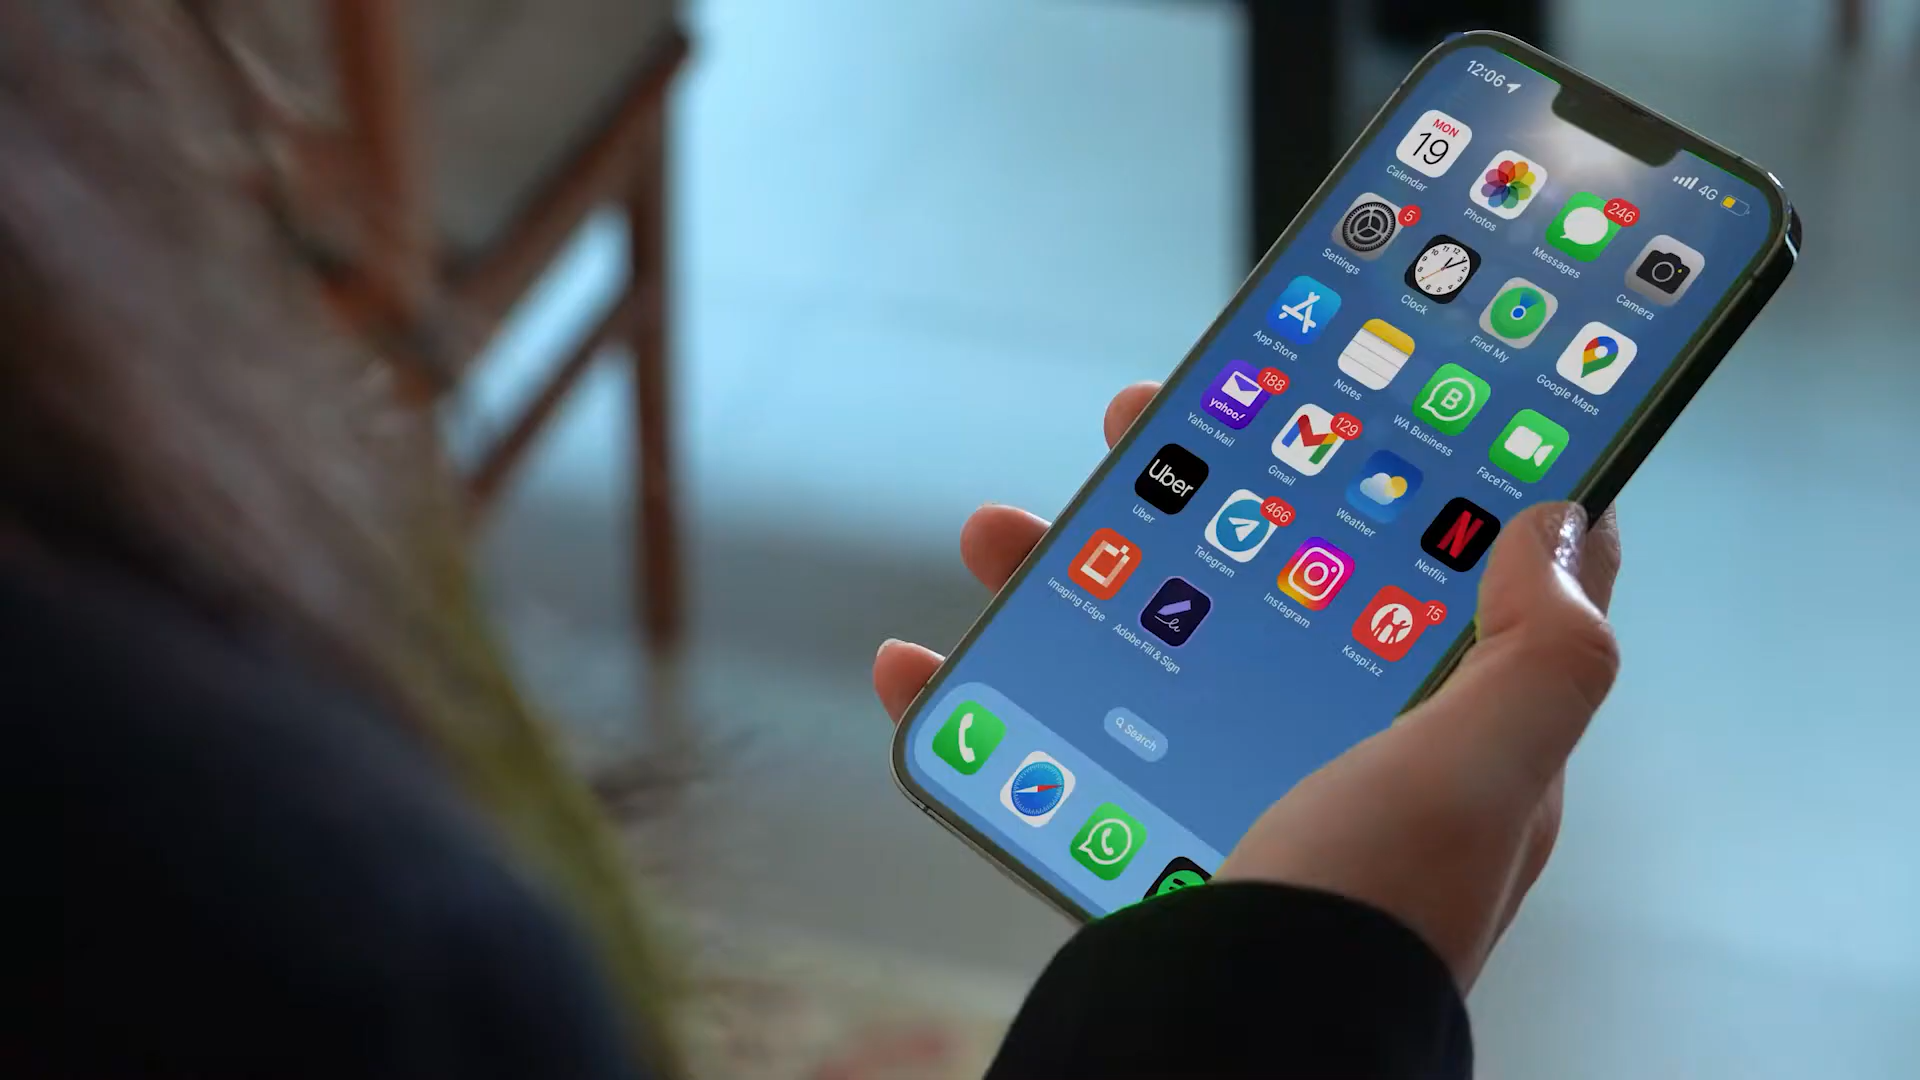 12:06
4G
MON
19
Calendar
Photos
246
Messages
Camera
5
Settings
Clock
Find My
Google Maps
App Store
Notes
B
WA Business
FaceTime
188
yahoo!
Yahoo Mail
129
Gmail
Weather
N
Netflix
Uber
Uber
466
Telegram
Instagram
15
Kaspi.kz
Imaging Edge
Adobe Fill & Sign
Search